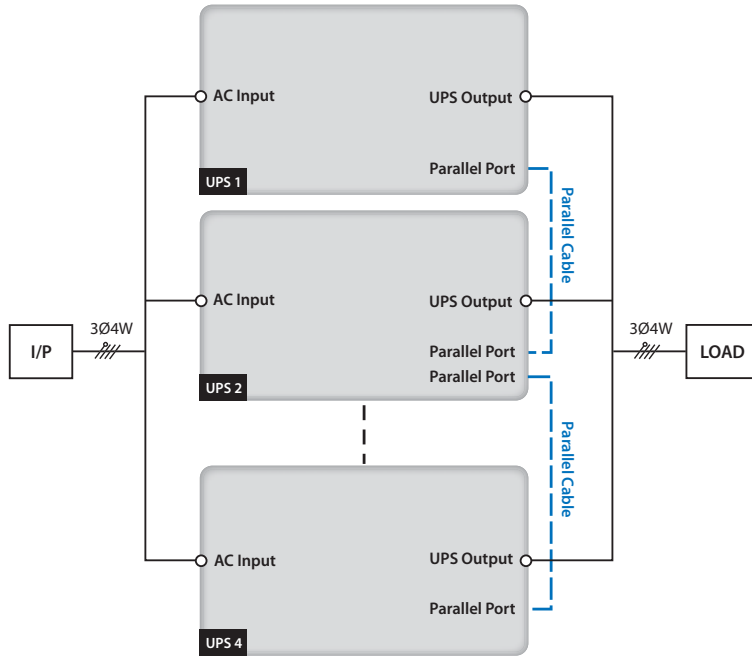 AC Input
UPS Output
Parallel Port
UPS 1
Parallel Cable
AC Input
UPS Output
3Ø4W
I/P
3Ø4W
LOAD
Parallel Port
Parallel Port
UPS 2
Parallel Cable
AC Input
UPS Output
Parallel Port
UPS 4